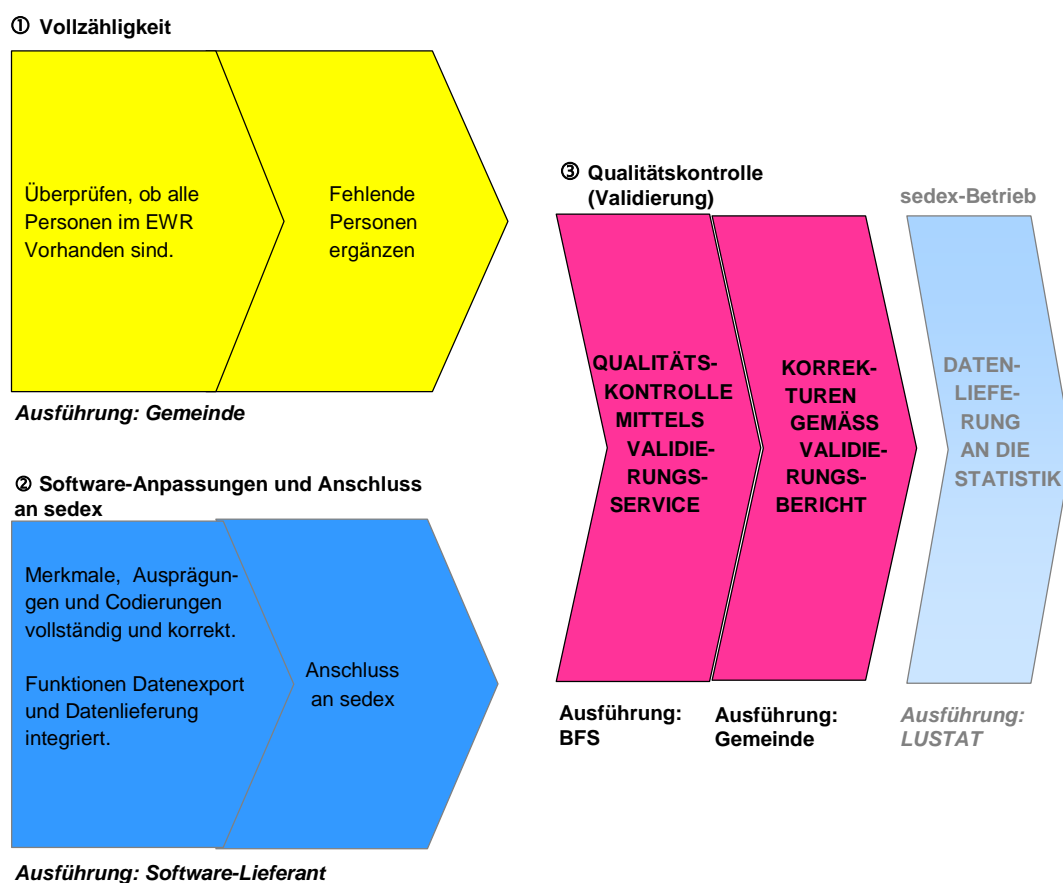 ① Vollzähligkeit
Überprüfen, ob alle
Personen im EWR
Vorhanden sind.
Fehlende
Personen
ergänzen
Ausführung: Gemeinde
② Software-Anpassungen und Anschluss
an sedex
Merkmale, Ausprägun-
gen und Codierungen
vollständig und korrekt.
Funktionen Datenexport
und Datenlieferung
integriert.
Anschluss
an sedex
Ausführung: Software-Lieferant
③ Qualitätskontrolle
(Validierung)
QUALITÄTS-
KONTROLLE
MITTELS
VALIDIE-
RUNGS-
SERVICE
Ausführung:
BFS
KORREK-
TUREN
GEMÄSS
VALIDIE-
RUNGS-
BERICHT
Ausführung:
Gemeinde
sedex-Betrieb
DATEN-
LIEFE-
RUNG
AN DIE
STATISTIK
Ausführung:
LUSTAT